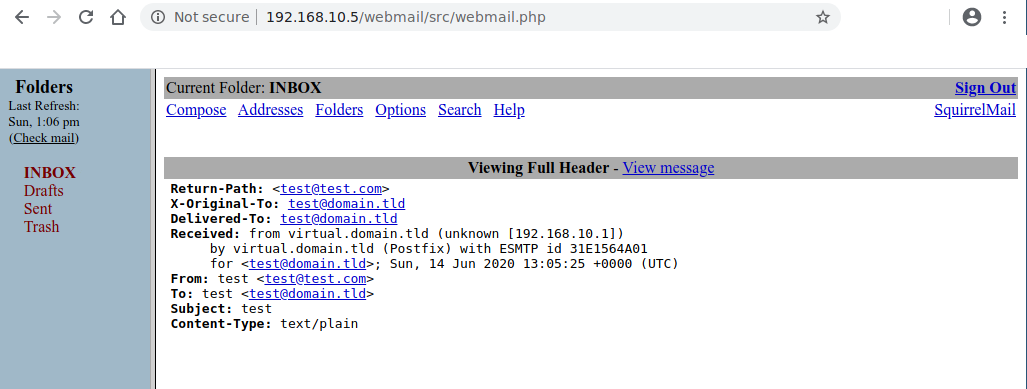 Not secure | 192.168.10.5/webmail/src/webmail.php
Folders
Last Refresh:
Sun, 1:06 pm
(Check mail)
INBOX
Drafts
Sent
Trash
Current Folder: INBOX Sign Out
Compose Addresses Folders Options Search Help SquirrelMail
Viewing Full Header - View message
Return-Path: <test@test.com>
X-Original-To: test@domain.tld
Delivered-To: test@domain.tld
Received: from virtual.domain.tld (unknown [192.168.10.1])
by virtual.domain.tld (Postfix) with ESMTP id 31E1564A01
for <test@domain.tld>; Sun, 14 Jun 2020 13:05:25 +0000 (UTC)
From: test <test@test.com>
To: test <test@domain.tld>
Subject: test
Content-Type: text/plain